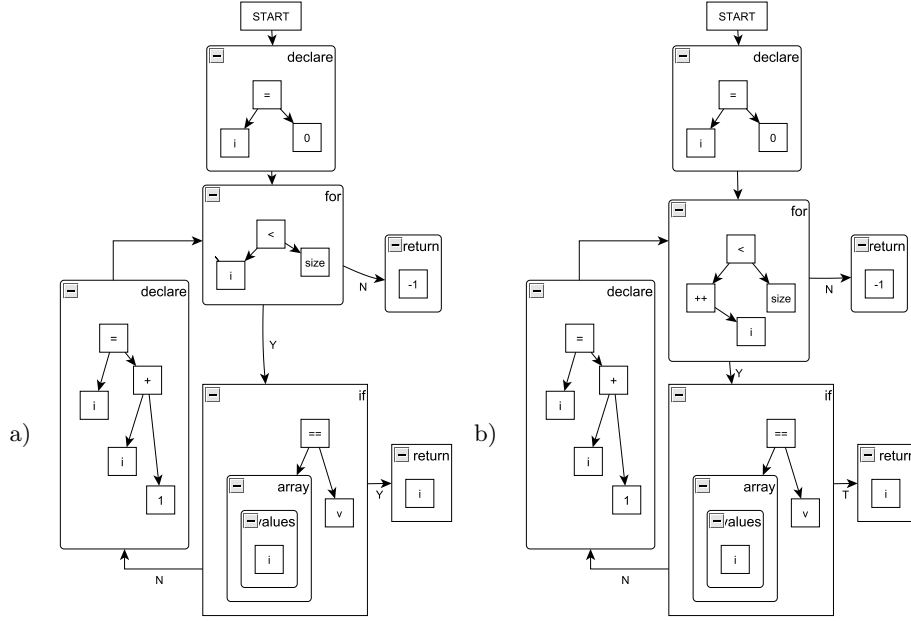 START
declare
=
i
0
for
<
i
size
return
-1
N
Y
declare
=
+
i
i
1
if
==
array
v
values
i
return
i
Y
N
a)
START
declare
=
i
0
for
<
++
size
i
return
-1
N
Y
declare
=
+
i
i
1
if
==
array
v
values
i
return
i
T
N
b)